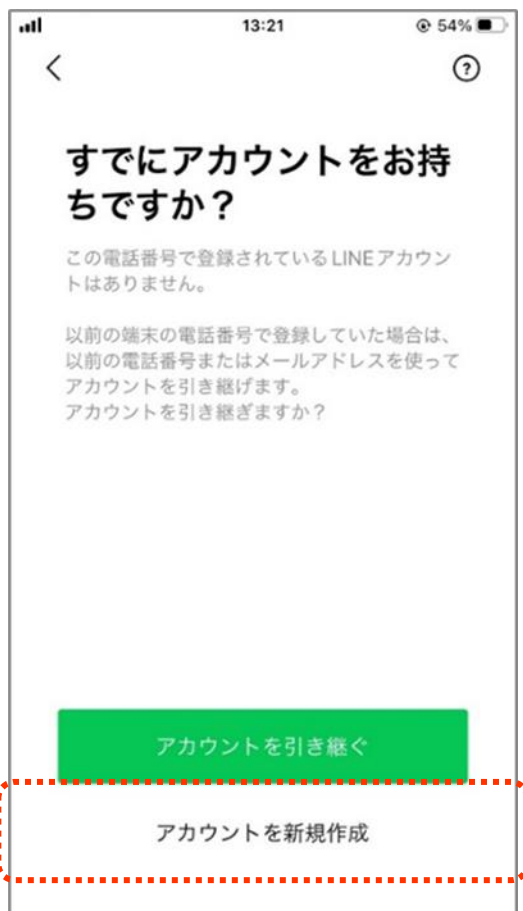 13:21
54%
?
すでにアカウントをお持
ちですか？
この電話番号で登録されているLINEアカウン
トはありません。
以前の端末の電話番号で登録していた場合は、
以前の電話番号またはメールアドレスを使って
アカウントを引き継げます。
アカウントを引き継ぎますか？
アカウントを引き継ぐ
アカウントを新規作成